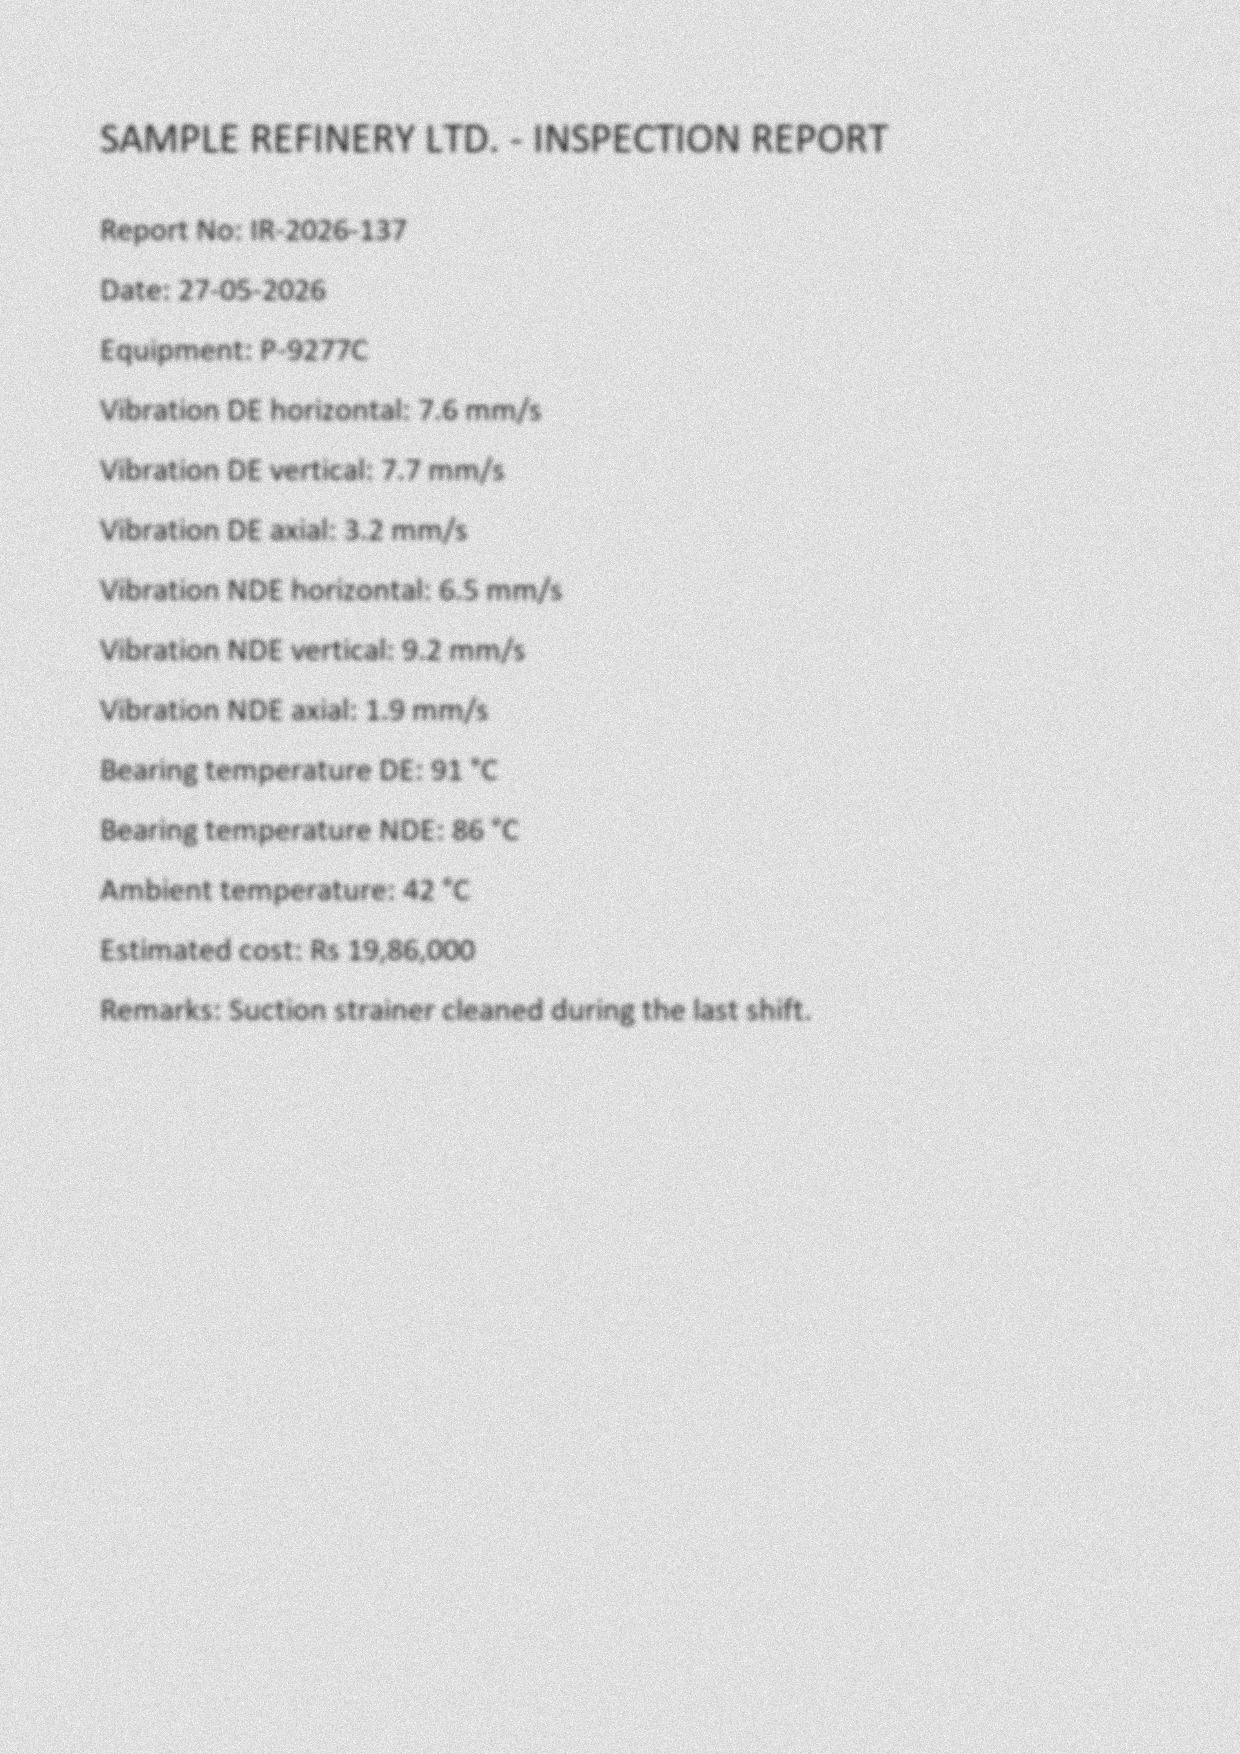 SAMPLE REFINERY LTD. - INSPECTION REPORT
Report No: IR-2026-137
Date: 27-05-2026
Equipment: P-9277C
Vibration DE horizontal: 7.6 mm/s
Vibration DE vertical: 7.7 mm/s
Vibration DE axial: 3.2 mm/s
Vibration NDE horizontal: 6.5 mm/s
Vibration NDE vertical: 9.2 mm/s
Vibration NDE axial: 1.9 mm/s
Bearing temperature DE: 91 °C
Bearing temperature NDE: 86 °C
Ambient temperature: 42 °C
Estimated cost: Rs 19,86,000
Remarks: Suction strainer cleaned during the last shift.